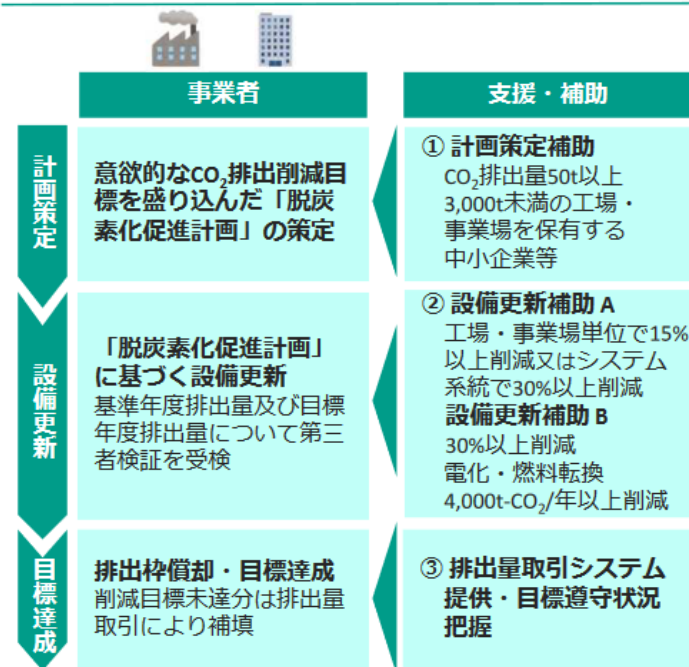 事業者
支援・補助
計画策定
意欲的なCO₂排出削減目
標を盛り込んだ「脱炭
素化促進計画」の策定
① 計画策定補助
CO₂排出量50t以上
3,000t未満の工場・
事業場を保有する
中小企業等
設備更新
「脱炭素化促進計画」
に基づく設備更新
基準年度排出量及び目標
年度排出量について第三
者検証を受検
② 設備更新補助 A
工場・事業場単位で15%
以上削減又はシステム
系統で30%以上削減
設備更新補助 B
30%以上削減
電化・燃料転換
4,000t-CO₂/年以上削減
目標達成
排出枠償却・目標達成
削減目標未達分は排出量
取引により補填
③ 排出量取引システム
提供・目標遵守状況
把握